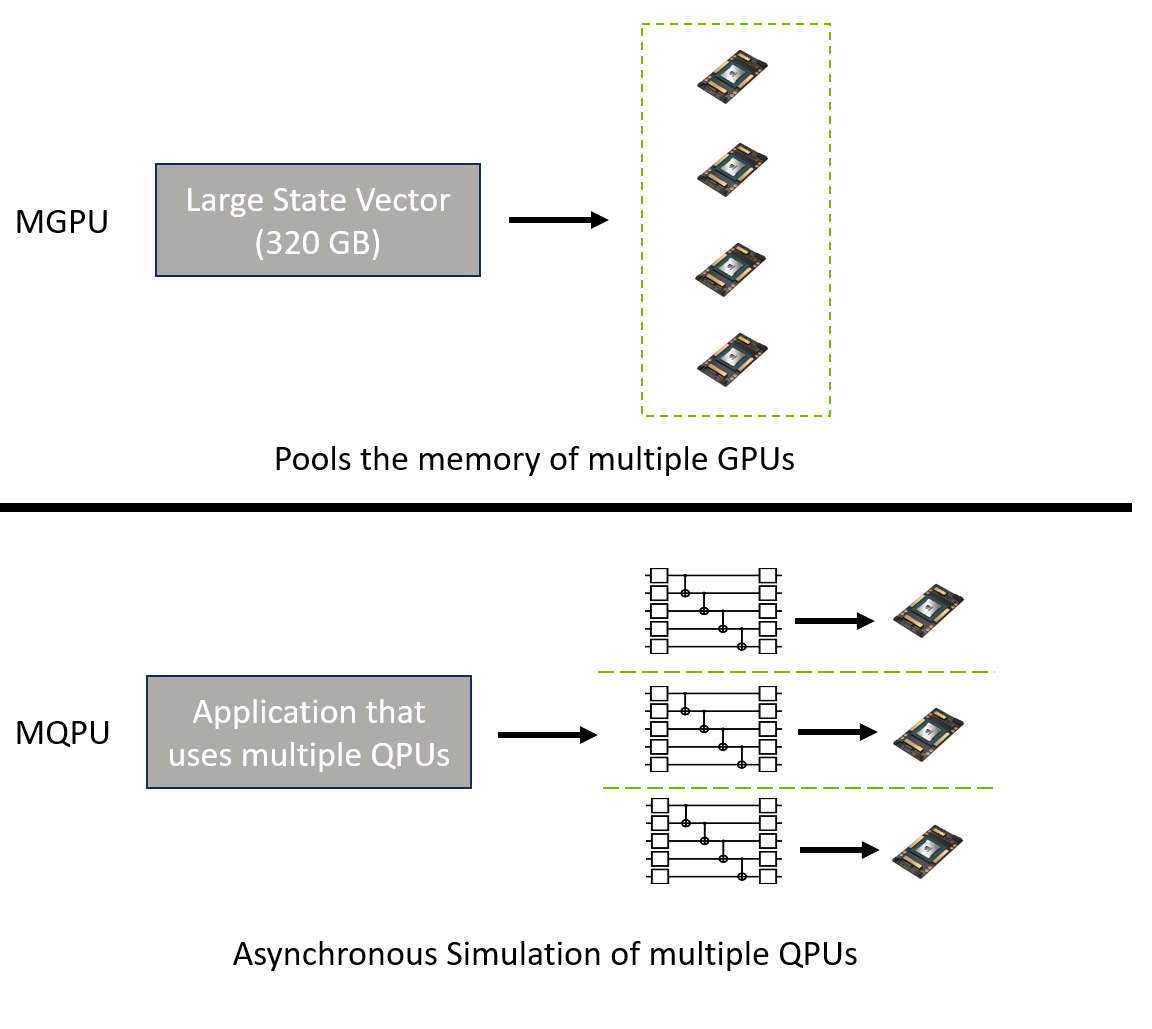 MGPU
Large State Vector
(320 GB)
Pools the memory of multiple GPUs
MQPU
Application that
uses multiple QPUs
Asynchronous Simulation of multiple QPUs